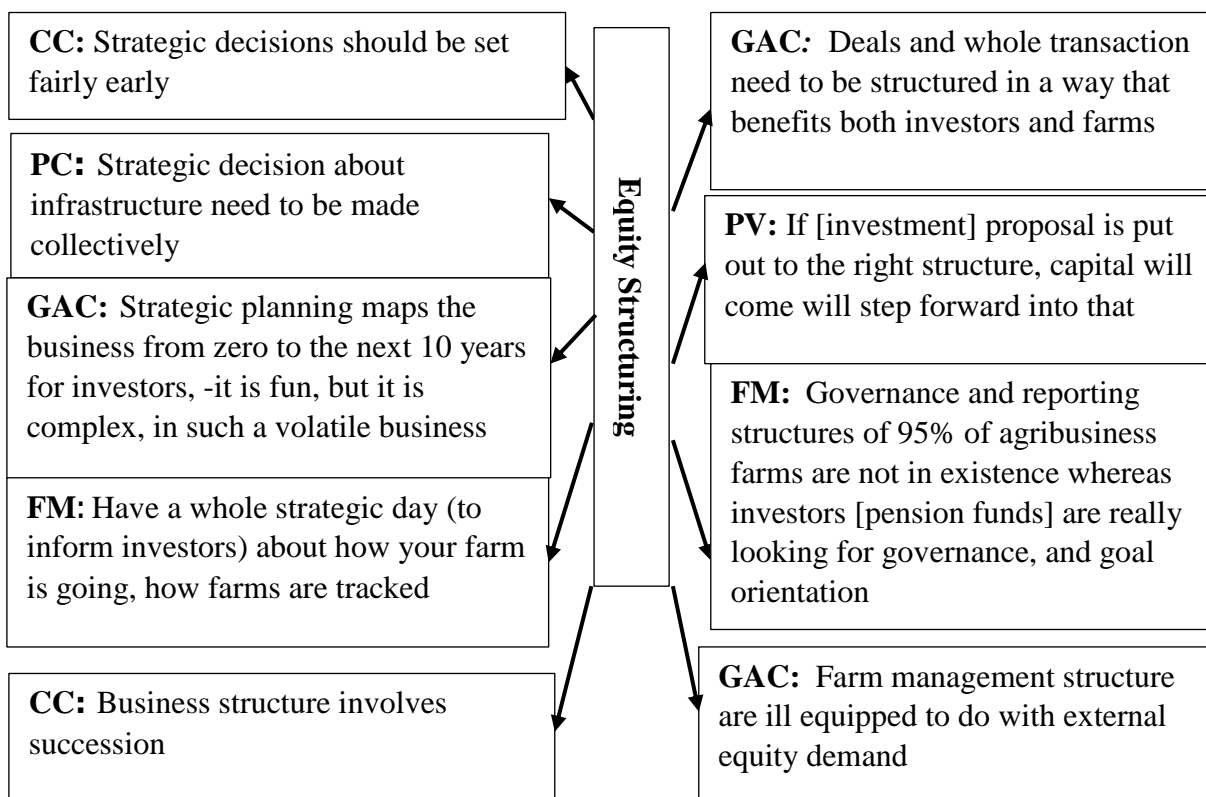 CC: Strategic decisions should be set
fairly early
PC: Strategic decision about
infrastructure need to be made
collectively
GAC: Strategic planning maps the
business from zero to the next 10 years
for investors, -it is fun, but it is
complex, in such a volatile business
FM: Have a whole strategic day (to
inform investors) about how your farm
is going, how farms are tracked
CC: Business structure involves
succession
Equity Structuring
GAC: Deals and whole transaction
need to be structured in a way that
benefits both investors and farms
PV: If [investment] proposal is put
out to the right structure, capital will
come will step forward into that
FM: Governance and reporting
structures of 95% of agribusiness
farms are not in existence whereas
investors [pension funds] are really
looking for governance, and goal
orientation
GAC: Farm management structure
are ill equipped to do with external
equity demand